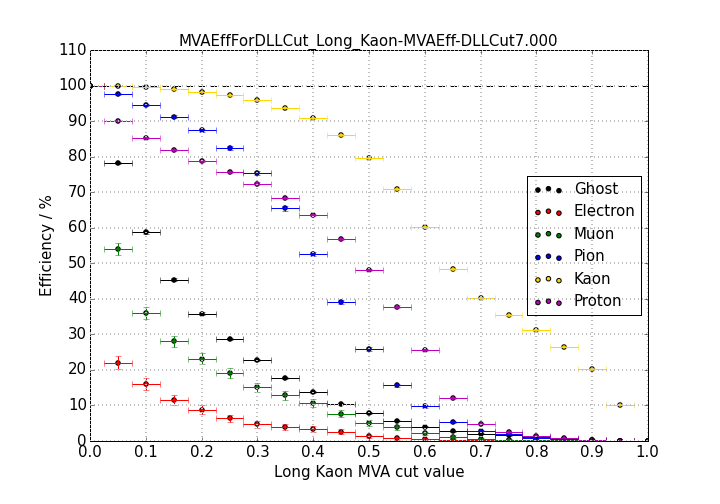 MVAEffForDLLCut_Long_Kaon-MVAEff-DLLCut7.000
110
100
90
80
70
60
50
40
30
20
10
0
Efficiency / %
Ghost
Electron
Muon
Pion
Kaon
Proton
0.0 0.1 0.2 0.3 0.4 0.5 0.6 0.7 0.8 0.9 1.0
Long Kaon MVA cut value